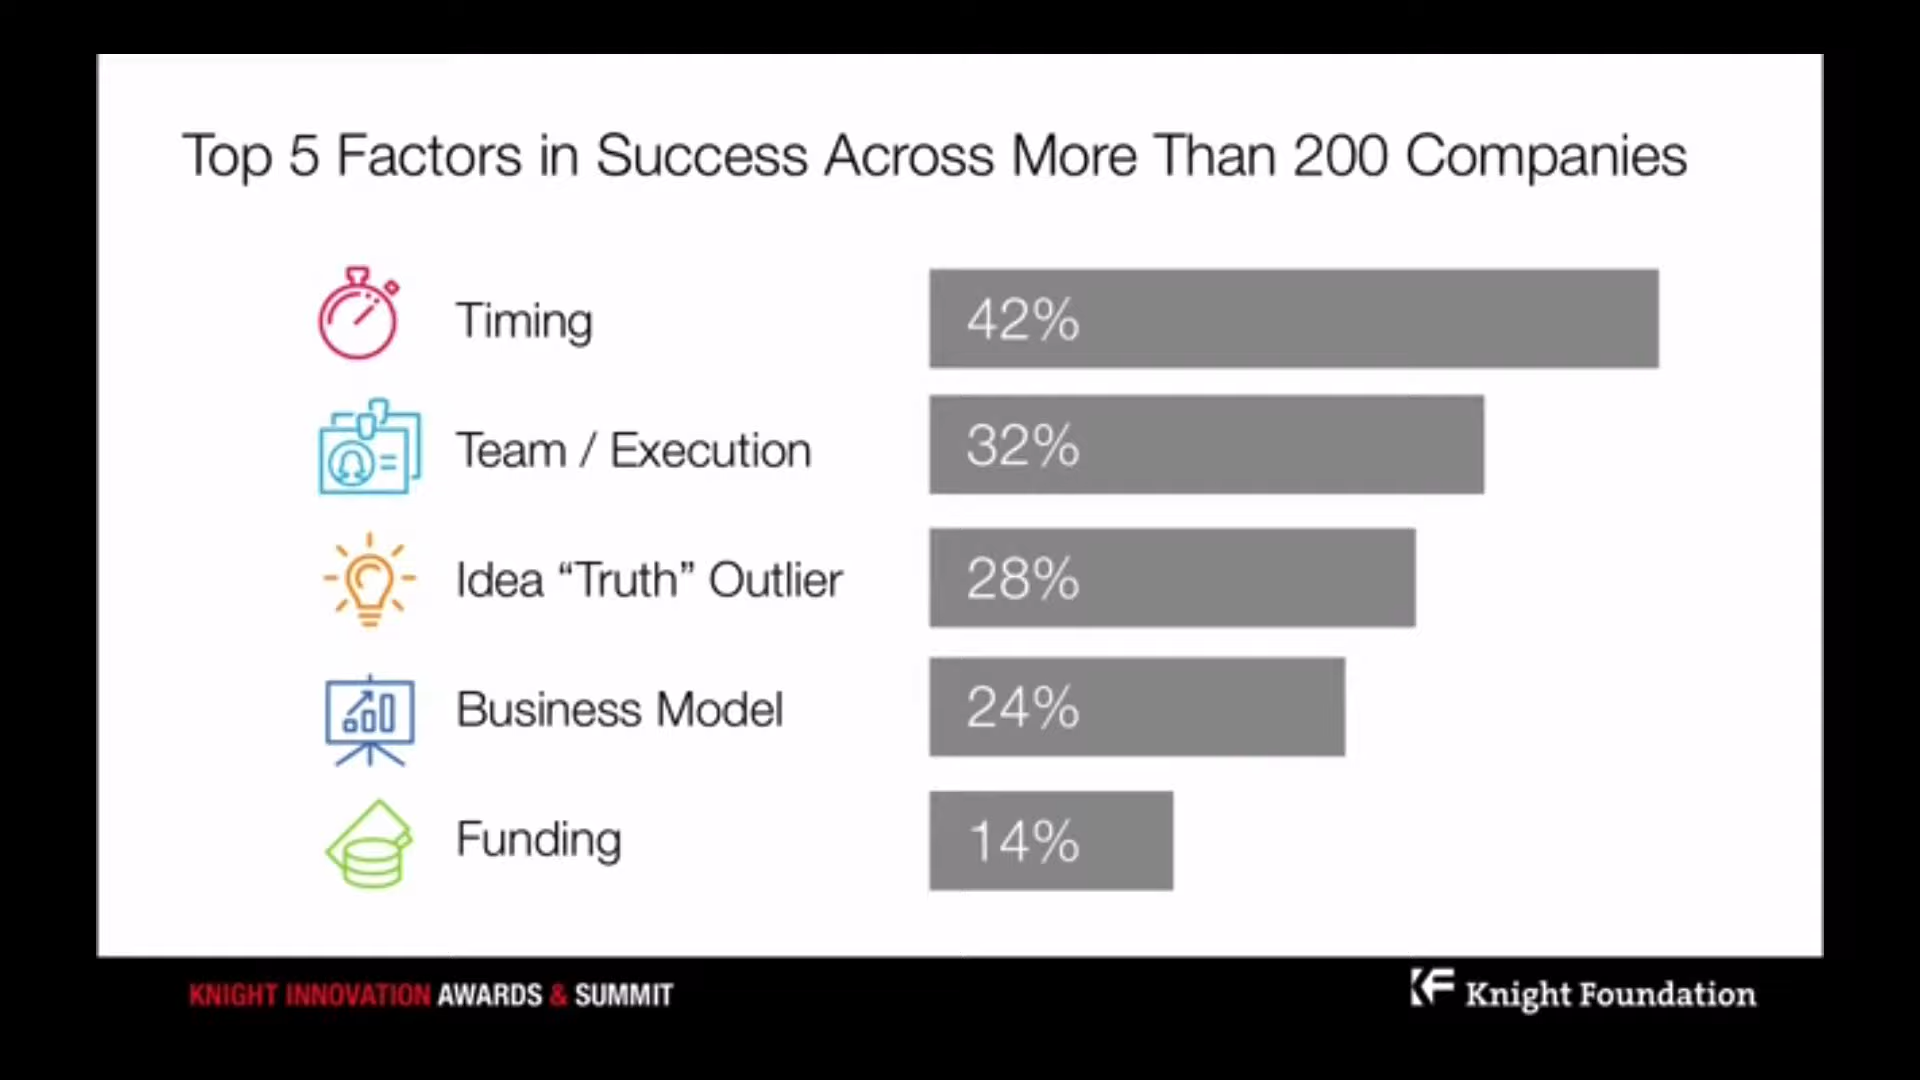 Top 5 Factors in Success Across More Than 200 Companies
Timing 42%
Team / Execution 32%
Idea “Truth” Outlier 28%
Business Model 24%
Funding 14%
KNIGHT INNOVATION AWARDS & SUMMIT
KF Knight Foundation